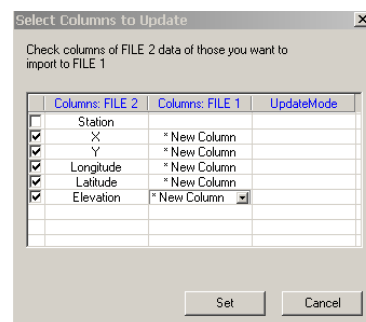 Select Columns to Update
Check columns of FILE 2 data of those you want to
import to FILE 1
Columns: FILE 2 Columns: FILE 1 UpdateMode
Station
X * New Column
Y * New Column
Longitude * New Column
Latitude * New Column
Elevation * New Column
Set Cancel